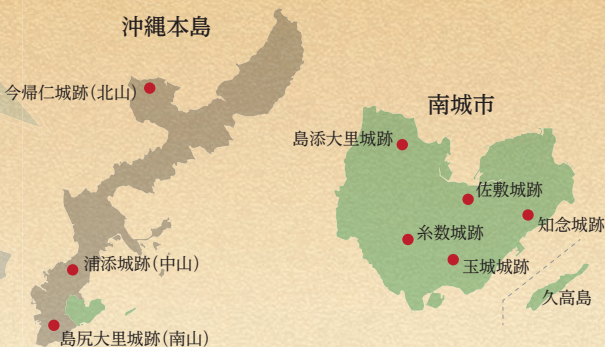 沖縄本島
今帰仁城跡(北山)
浦添城跡(中山)
島尻大里城跡(南山)
南城市
島添大里城跡
佐敷城跡
知念城跡
糸数城跡
玉城城跡
久高島